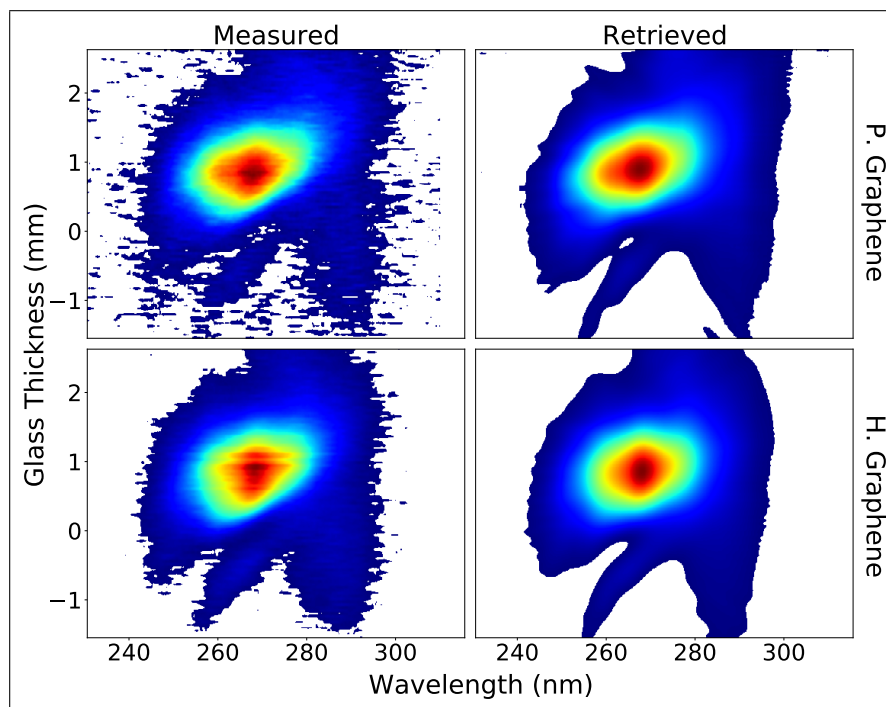 Measured
Retrieved
2
1
0
−1
P. Graphene
Glass Thickness (mm)
2
1
0
−1
H. Graphene
240 260 280 300
240 260 280 300
Wavelength (nm)